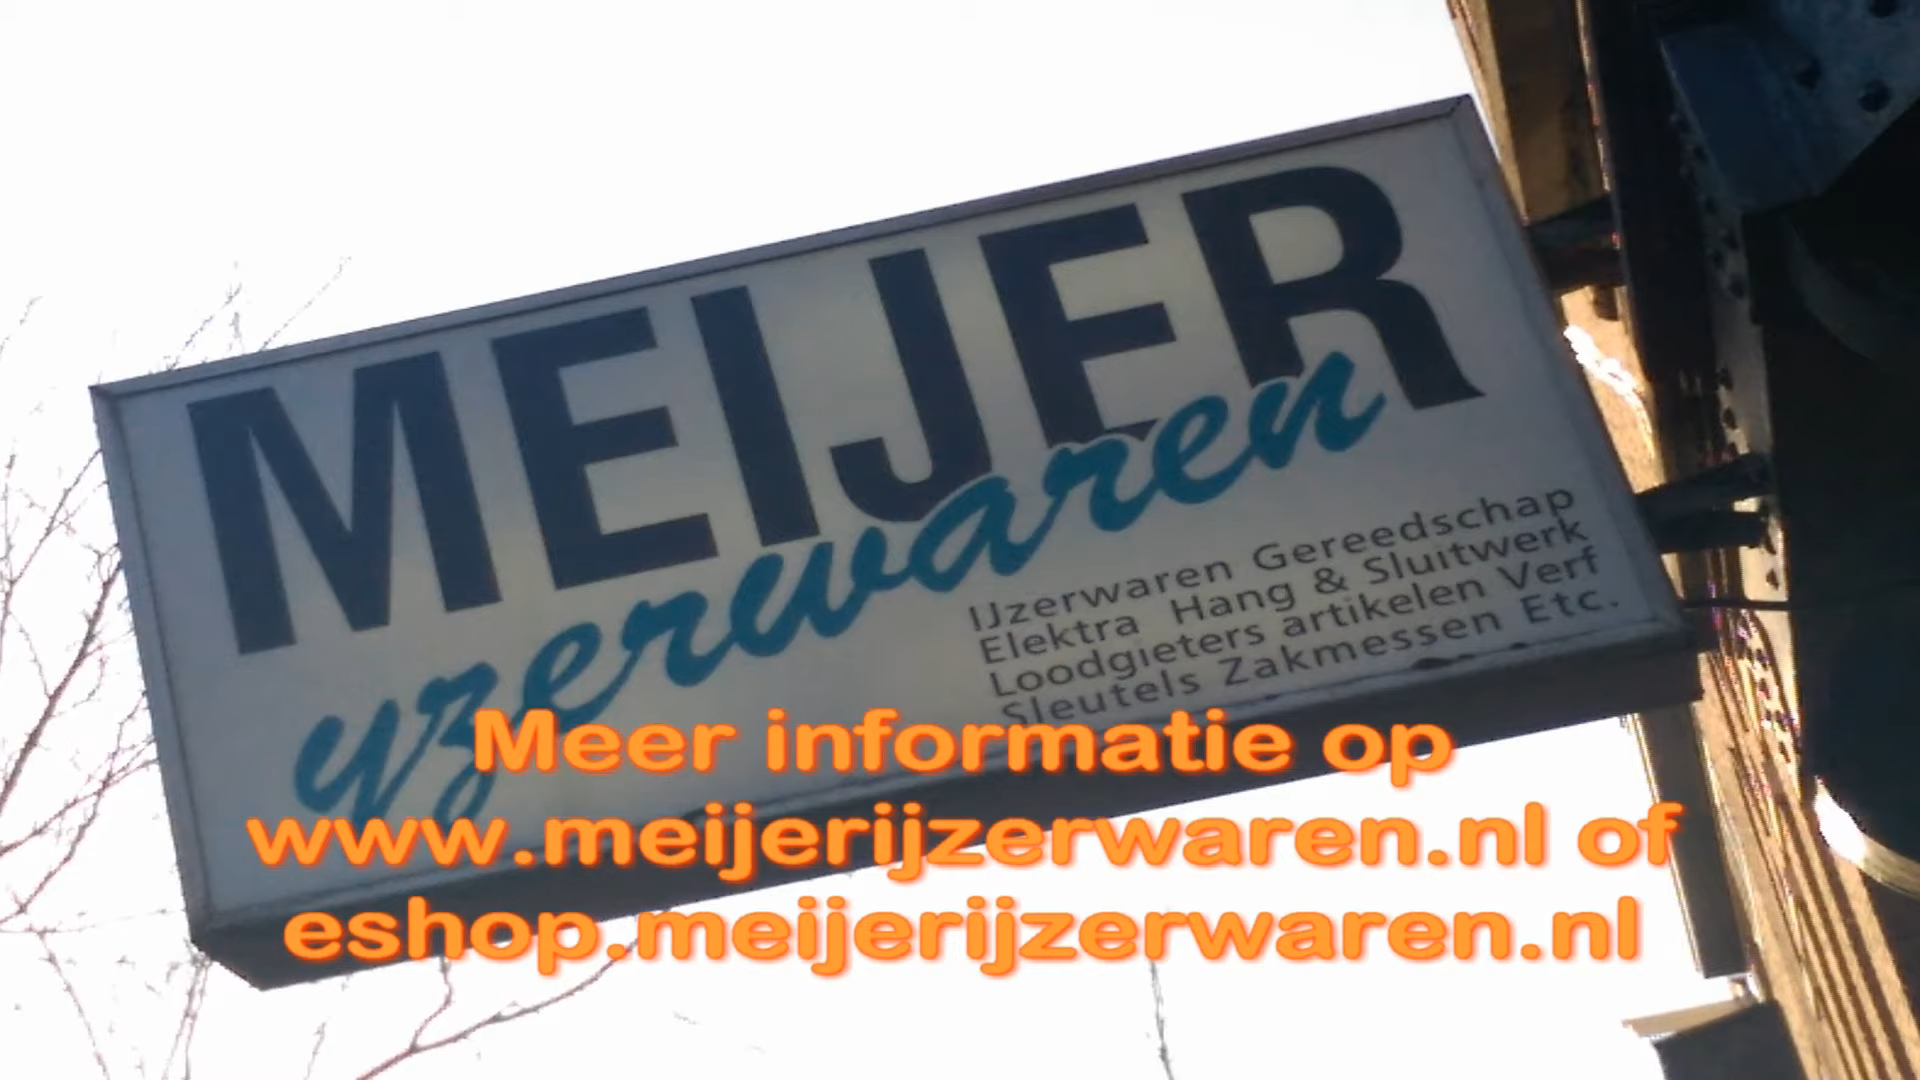 MEIJER
yzerwaren
IJzerwaren Gereedschap
Elektra Hang & Sluitwerk
Loodgieters artikelen Verf
Sleutels Zakmessen Etc.
Meer informatie op
www.meijerijzerwaren.nl of
eshop.meijerijzerwaren.nl